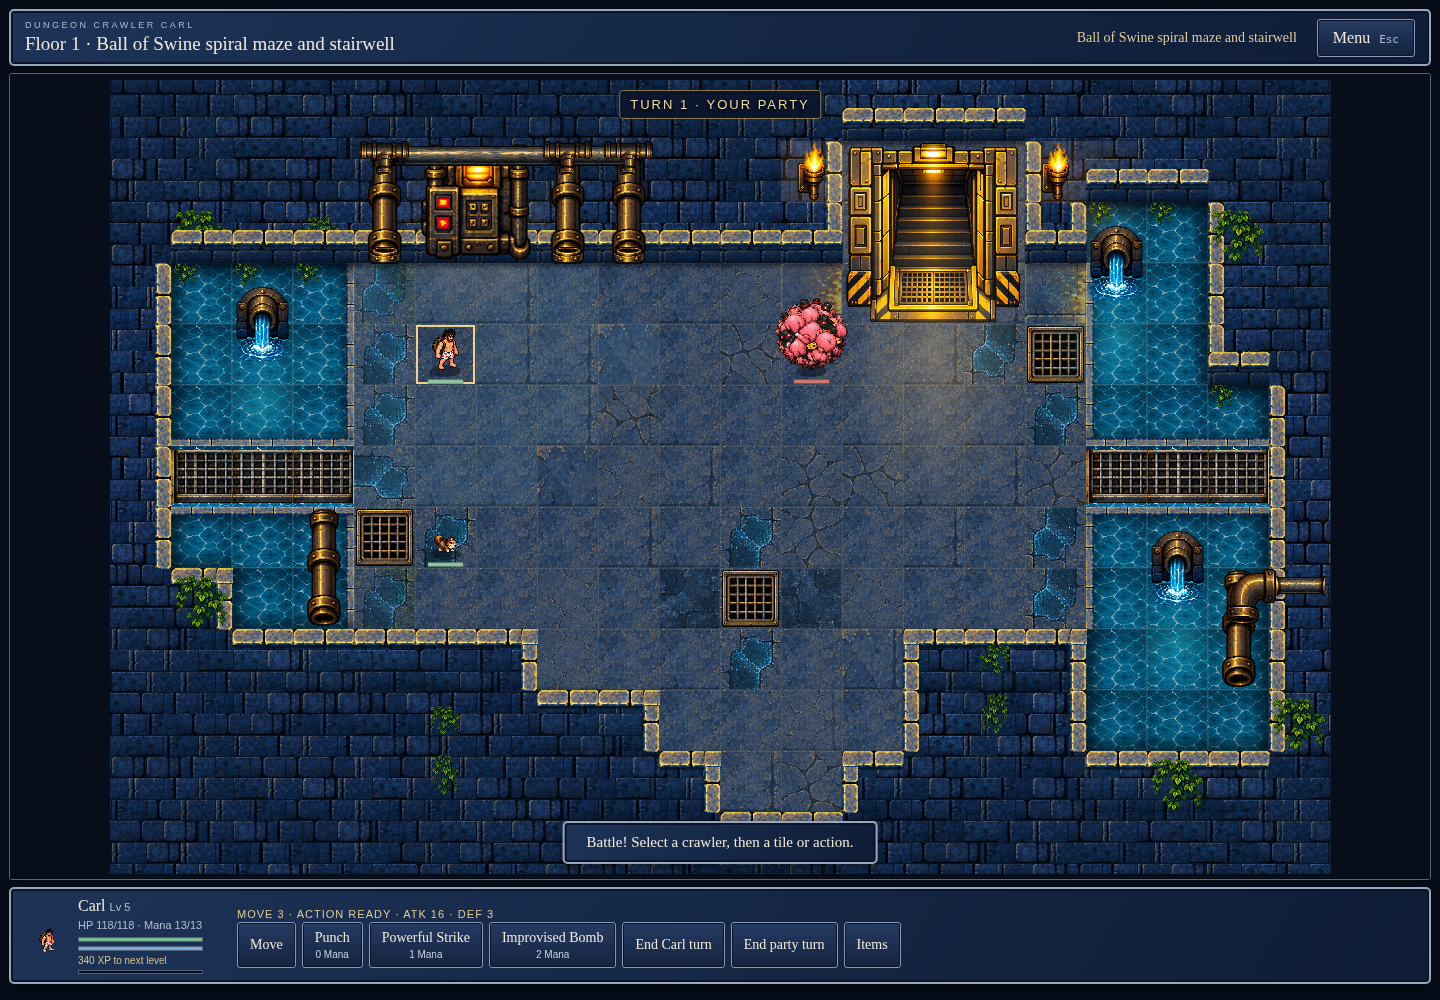 DUNGEON CRAWLER CARL
Floor 1 · Ball of Swine spiral maze and stairwell
Ball of Swine spiral maze and stairwell
Menu Esc
TURN 1 · YOUR PARTY
Battle! Select a crawler, then a tile or action.
Carl Lv 5
HP 118/118 · Mana 13/13
340 XP to next level
MOVE 3 · ACTION READY · ATK 16 · DEF 3
Move
Punch
0 Mana
Powerful Strike
1 Mana
Improvised Bomb
2 Mana
End Carl turn
End party turn
Items